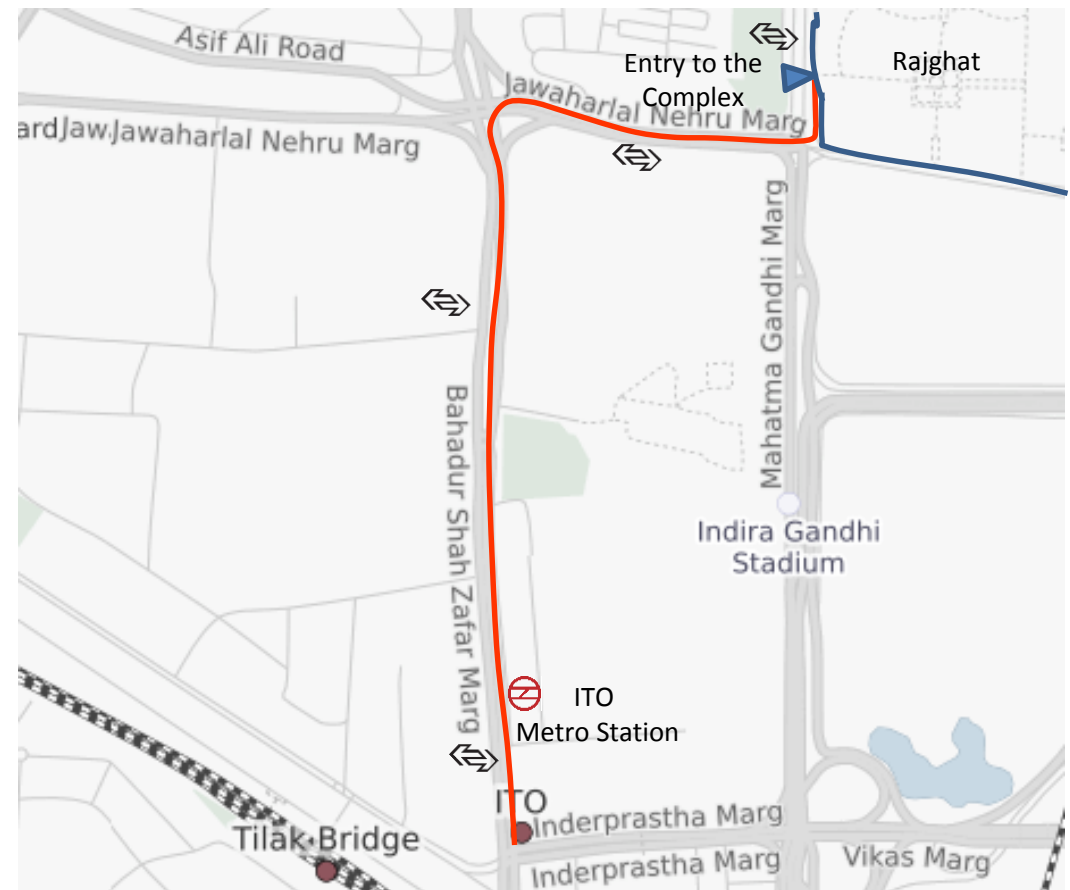 Asif Ali Road
Entry to the
Complex
Rajghat
Jawaharlal Nehru Marg
ardJaw.Jawaharlal Nehru Marg
Mahatma Gandhi Marg
Bahadur Shah Zafar Marg
Indira Gandhi
Stadium
ITO
Metro Station
ITO
Inderprastha Marg
Tilak Bridge
Inderprastha Marg
Vikas Marg